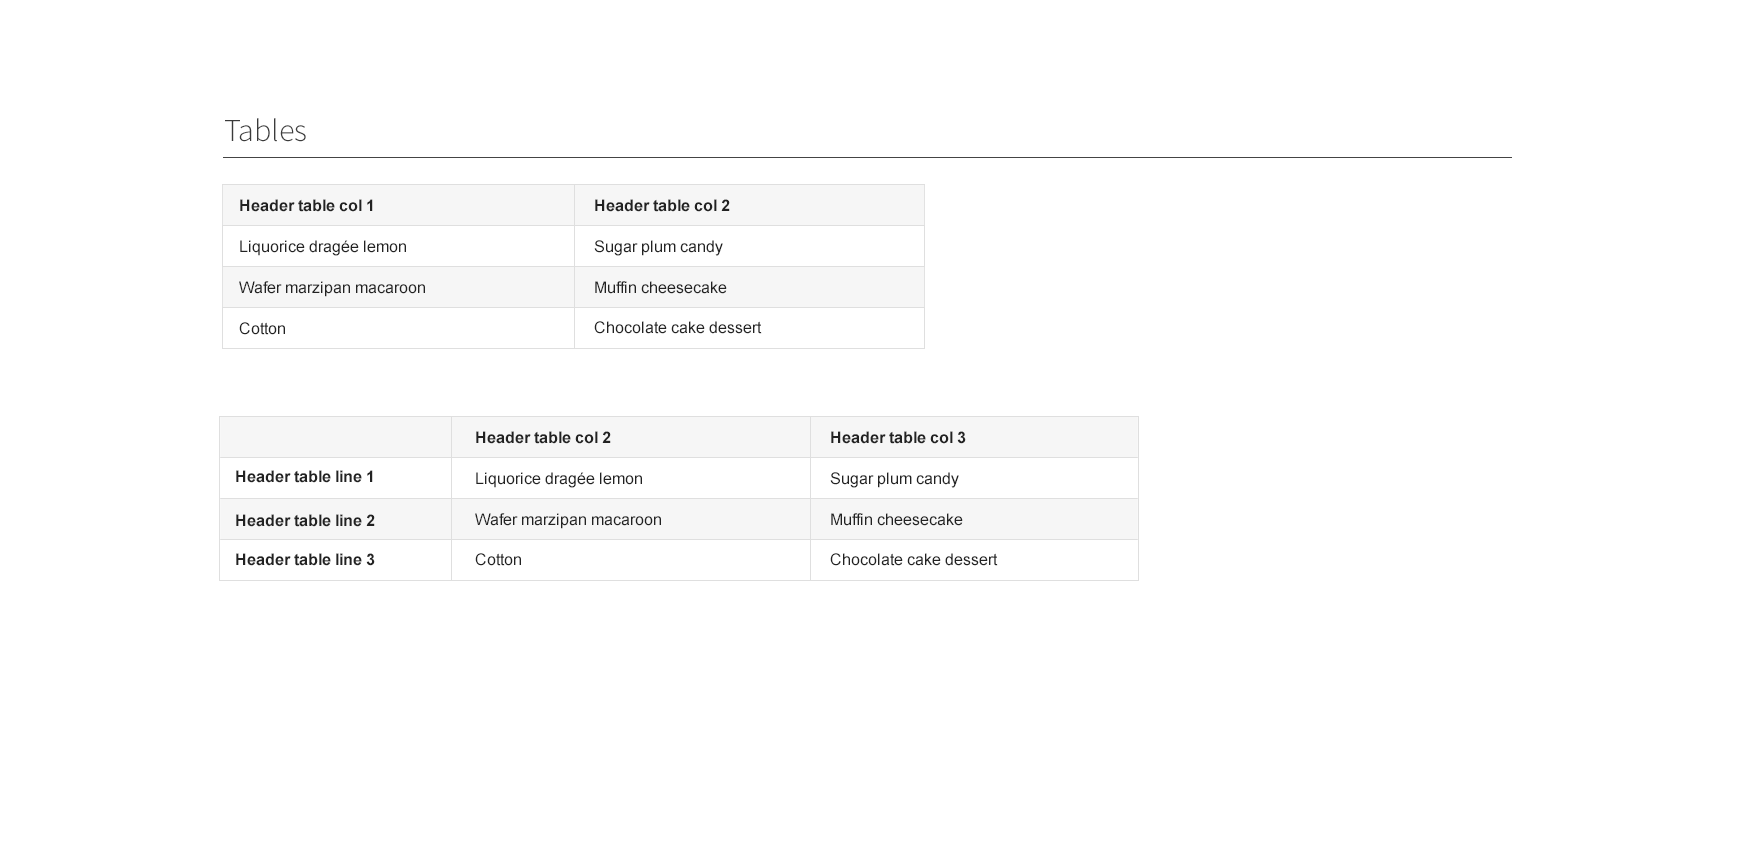 Tables
Header table col 1 Header table col 2
Liquorice dragée lemon Sugar plum candy
Wafer marzipan macaroon Muffin cheesecake
Cotton Chocolate cake dessert
Header table col 2 Header table col 3
Header table line 1 Liquorice dragée lemon Sugar plum candy
Header table line 2 Wafer marzipan macaroon Muffin cheesecake
Header table line 3 Cotton Chocolate cake dessert